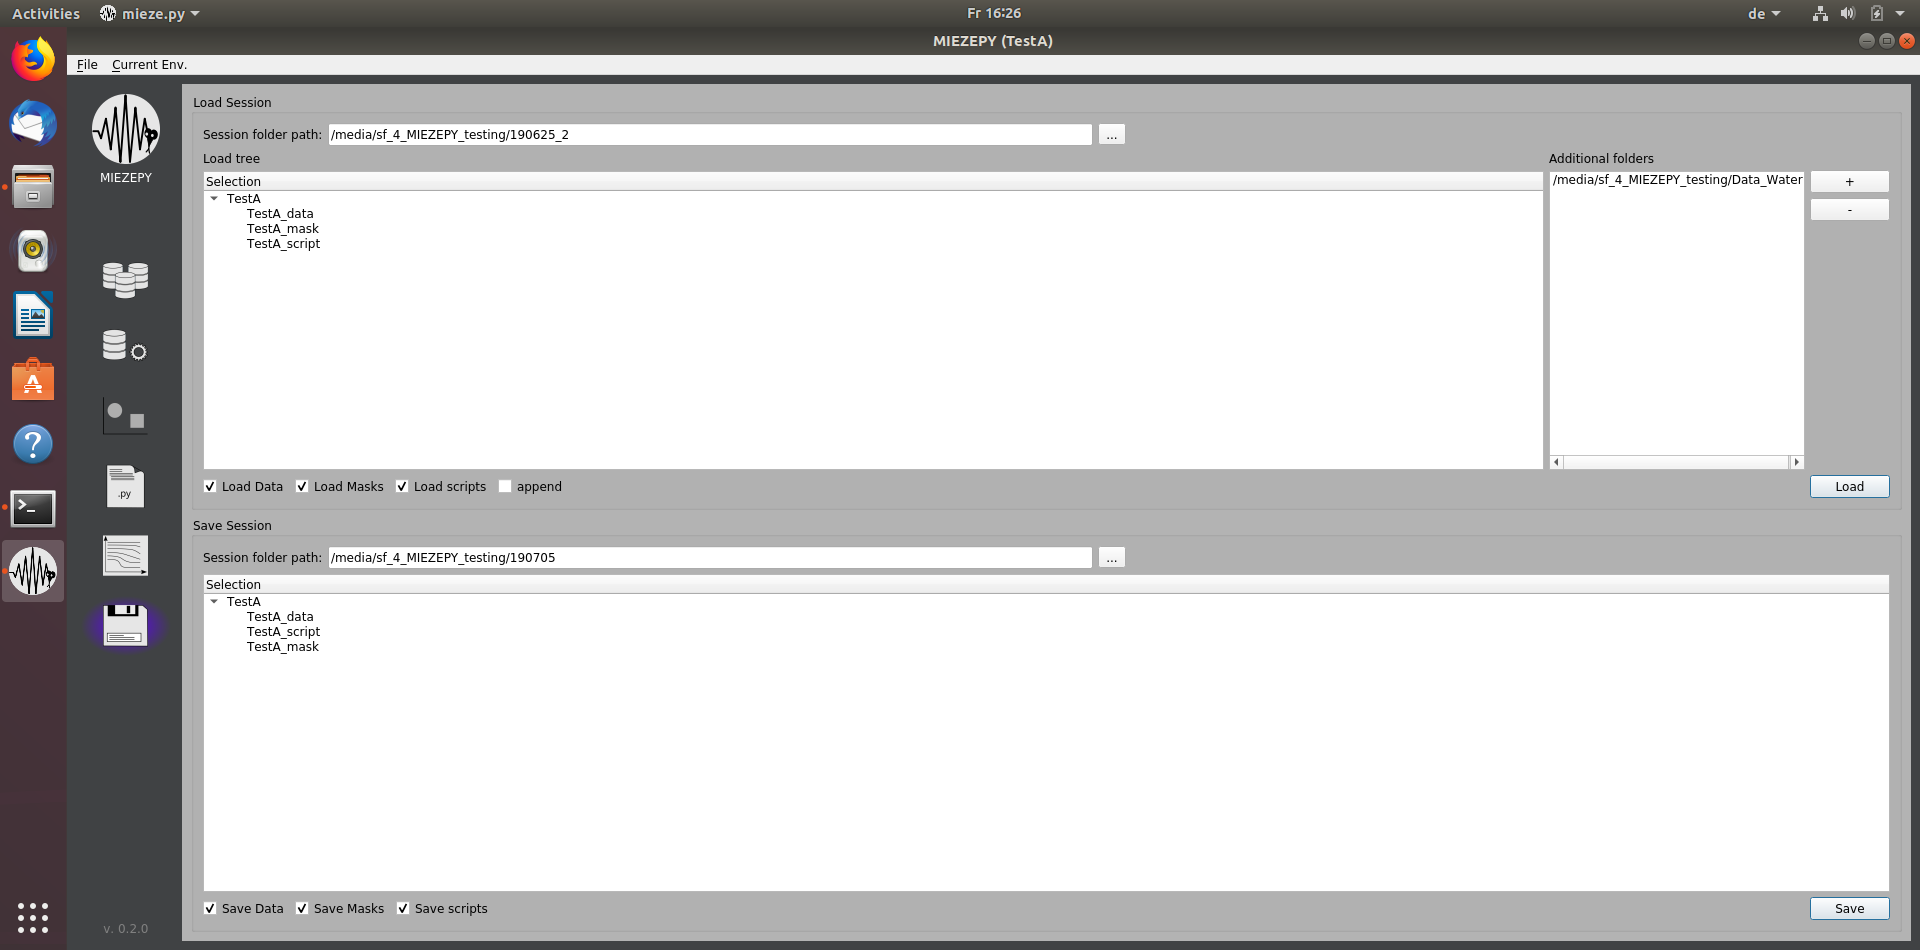 Activities mieze.py Fr 16:26 de
MIEZEPY (TestA)
File Current Env.
MIEZEPY
.py
v. 0.2.0
Load Session
Session folder path: /media/sf_4_MIEZEPY_testing/190625_2 ...
Load tree Additional folders
Selection
/media/sf_4_MIEZEPY_testing/Data_Water +
-
TestA
TestA_data
TestA_mask
TestA_script
Load Data Load Masks Load scripts append Load
Save Session
Session folder path: /media/sf_4_MIEZEPY_testing/190705 ...
Selection
TestA
TestA_data
TestA_script
TestA_mask
Save Data Save Masks Save scripts Save